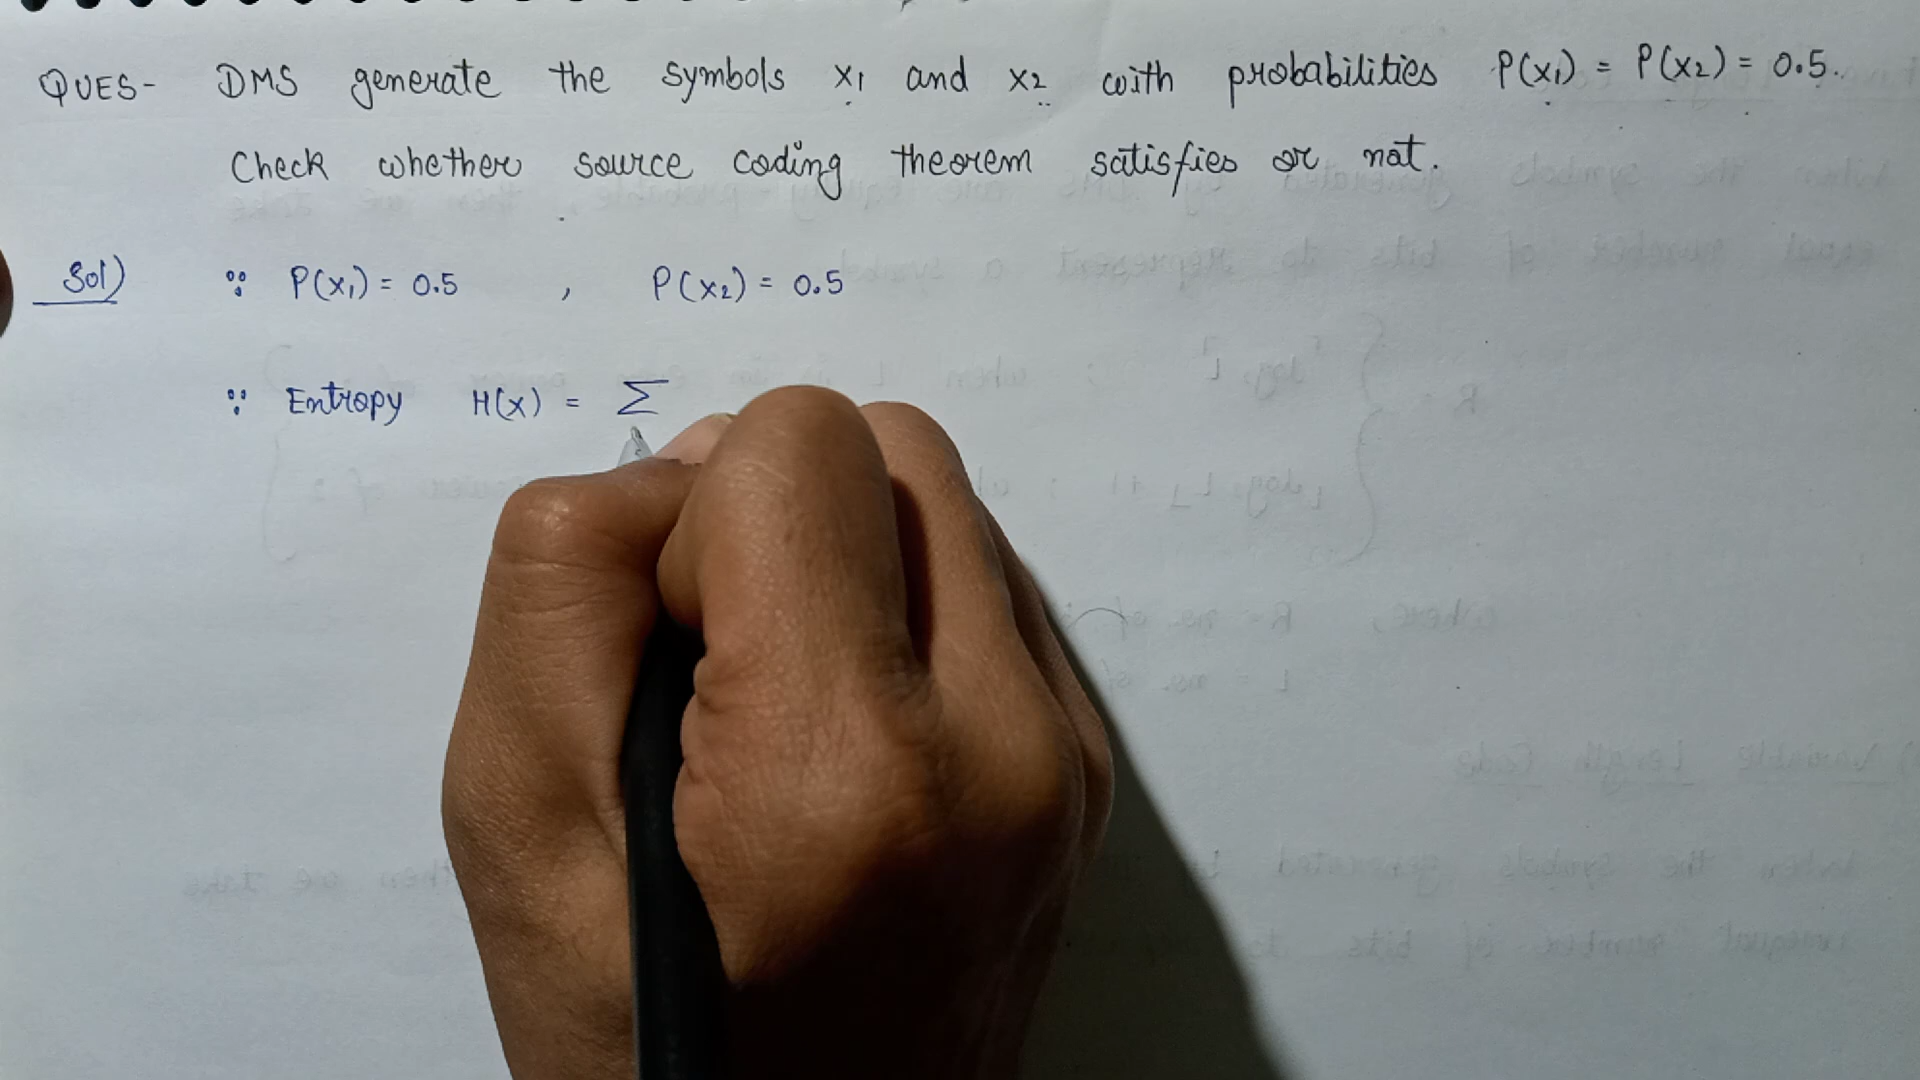 QUES- DMS generate the symbols x1 and x2 with probabilities P(x1) = P(x2) = 0.5.
Check whether source coding theorem satisfies or not.
Sol) ∵ P(x1) = 0.5 , P(x2) = 0.5
∵ Entropy H(x) = Σ